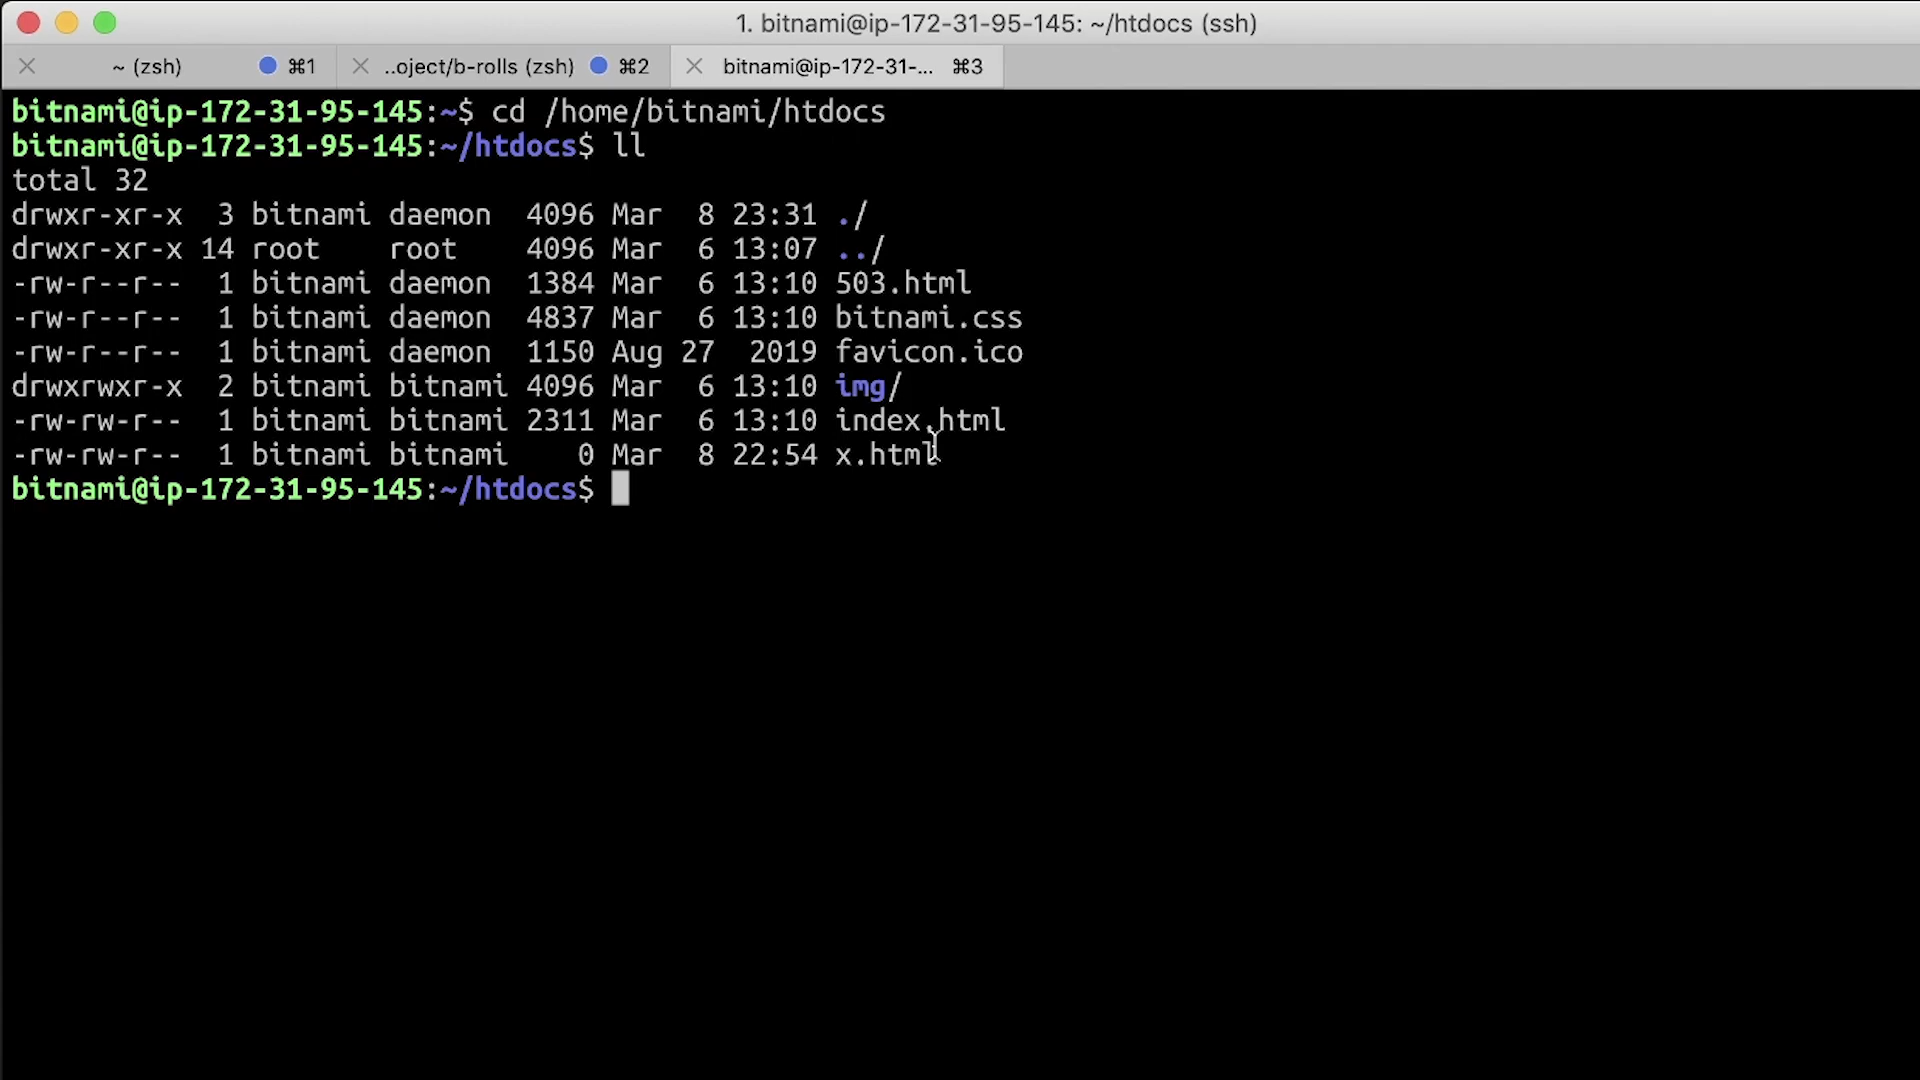 1. bitnami@ip-172-31-95-145: ~/htdocs (ssh)
~ (zsh) ⌘1 ..oject/b-rolls (zsh) ⌘2 bitnami@ip-172-31-... ⌘3
bitnami@ip-172-31-95-145:~$ cd /home/bitnami/htdocs
bitnami@ip-172-31-95-145:~/htdocs$ ll
total 32
drwxr-xr-x  3 bitnami daemon  4096 Mar  8 23:31 ./
drwxr-xr-x 14 root    root    4096 Mar  6 13:07 ../
-rw-r--r--  1 bitnami daemon  1384 Mar  6 13:10 503.html
-rw-r--r--  1 bitnami daemon  4837 Mar  6 13:10 bitnami.css
-rw-r--r--  1 bitnami daemon  1150 Aug 27  2019 favicon.ico
drwxrwxr-x  2 bitnami bitnami 4096 Mar  6 13:10 img/
-rw-rw-r--  1 bitnami bitnami 2311 Mar  6 13:10 index.html
-rw-rw-r--  1 bitnami bitnami    0 Mar  8 22:54 x.html
bitnami@ip-172-31-95-145:~/htdocs$